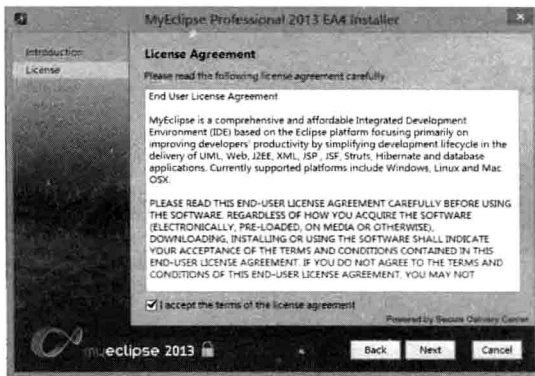 MyEclipse Professional 2013 EA4 Installer
Introduction
License
License Agreement
Please read the following license agreement carefully
End User License Agreement
MyEclipse is a comprehensive and affordable Integrated Development
Environment (IDE) based on the Eclipse platform focusing primarily on
improving developers' productivity by simplifying development lifecycle in the
delivery of UML, Web, J2EE, XML, JSP , JSF, Struts, Hibernate and database
applications. Currently supported platforms include Windows, Linux and Mac
OSX.
PLEASE READ THIS END-USER LICENSE AGREEMENT CAREFULLY BEFORE USING
THE SOFTWARE. REGARDLESS OF HOW YOU ACQUIRE THE SOFTWARE
(ELECTRONICALLY, PRE-LOADED, ON MEDIA OR OTHERWISE),
DOWNLOADING, INSTALLING OR USING THE SOFTWARE SHALL INDICATE
YOUR ACCEPTANCE OF THE TERMS AND CONDITIONS CONTAINED IN THIS
END-USER LICENSE AGREEMENT. IF YOU DO NOT AGREE TO THE TERMS AND
CONDITIONS OF THIS END-USER LICENSE AGREEMENT, YOU MAY NOT
I accept the terms of the license agreement
Powered by Secure Delivery Center
myeclipse 2013
Back
Next
Cancel